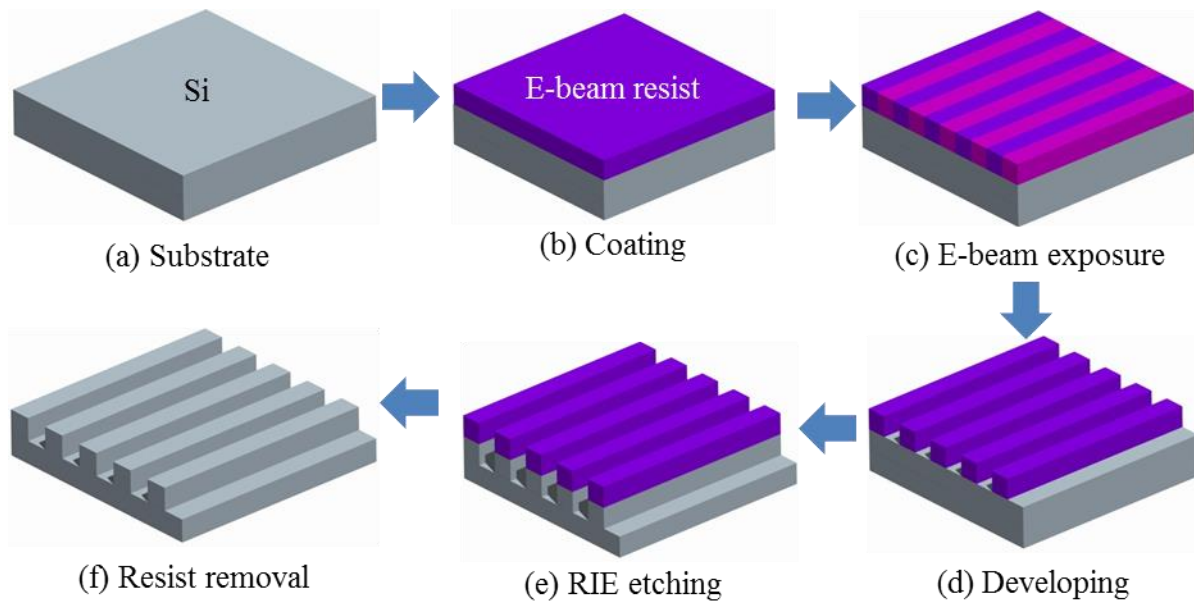 Si
E-beam resist
(a) Substrate
(b) Coating
(c) E-beam exposure
(f) Resist removal
(e) RIE etching
(d) Developing